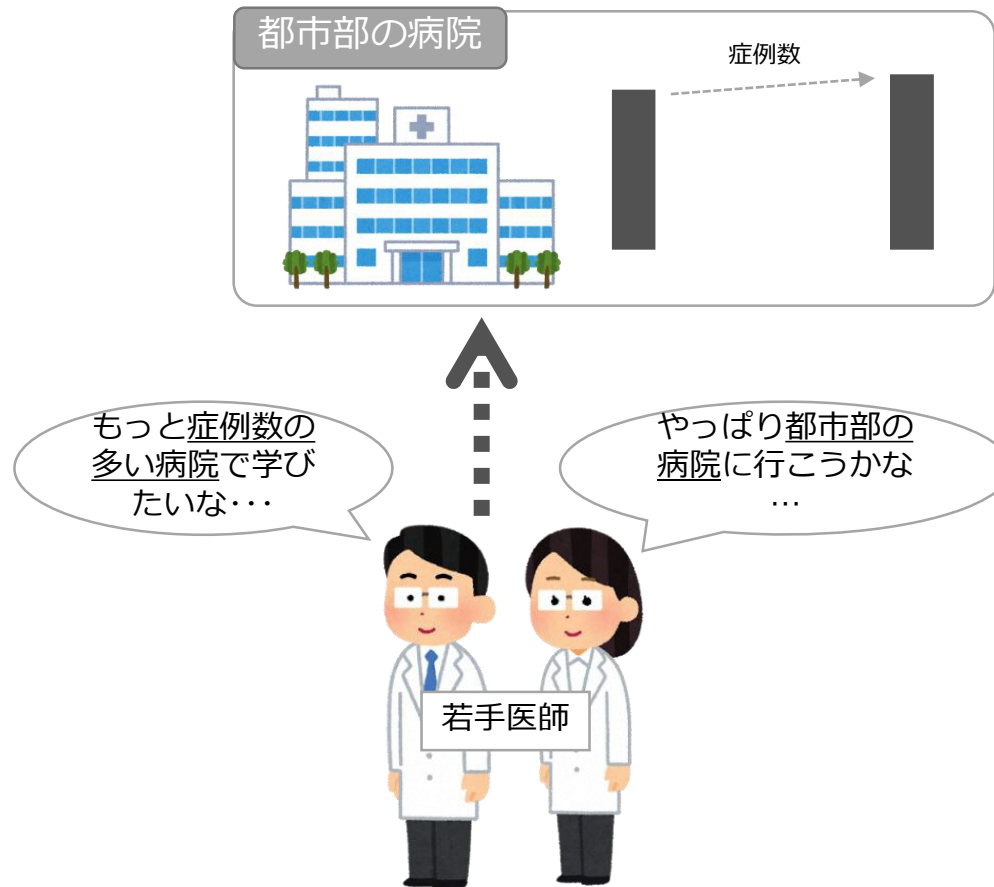 都市部の病院
症例数
もっと症例数の
多い病院で学び
たいな･･･
やっぱり都市部の
病院に行こうかな
…
若手医師